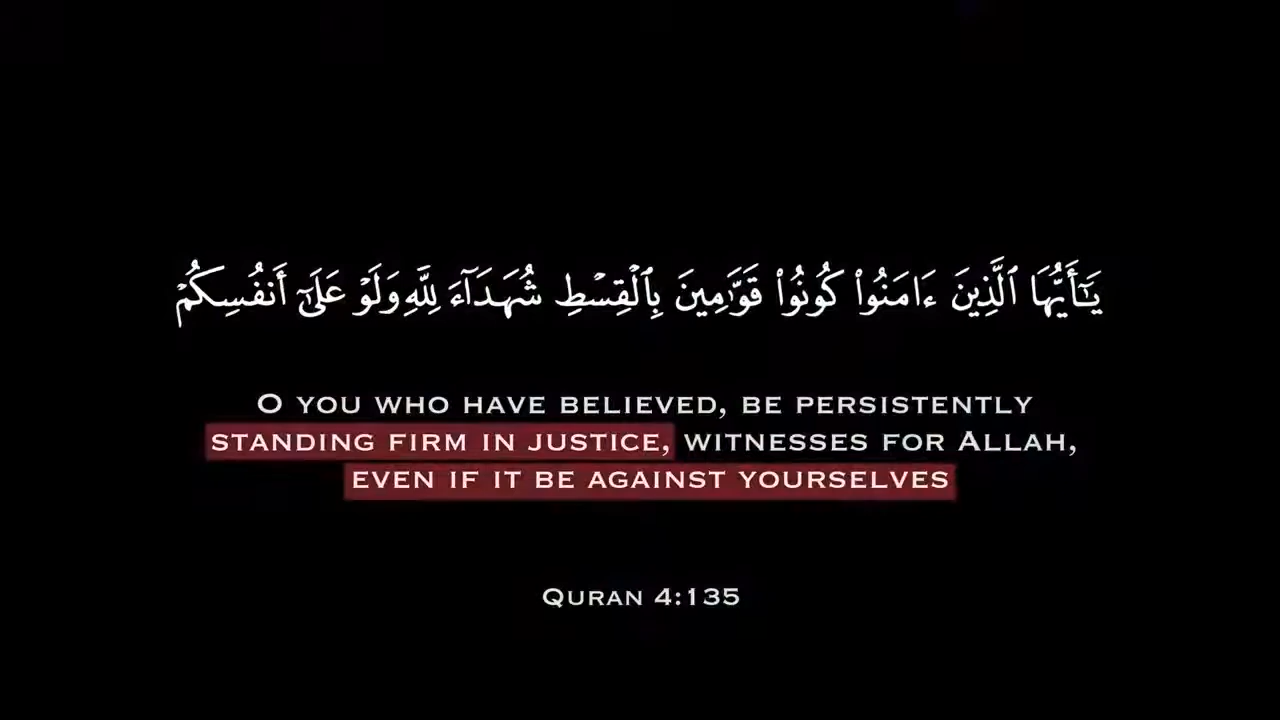 يَـٰٓأَيُّهَا ٱلَّذِينَ ءَامَنُوا۟ كُونُوا۟ قَوَّٰمِينَ بِٱلْقِسْطِ شُهَدَآءَ لِلَّهِ وَلَوْ عَلَىٰٓ أَنفُسِكُمْ
O YOU WHO HAVE BELIEVED, BE PERSISTENTLY
STANDING FIRM IN JUSTICE, WITNESSES FOR ALLAH,
EVEN IF IT BE AGAINST YOURSELVES
QURAN 4:135